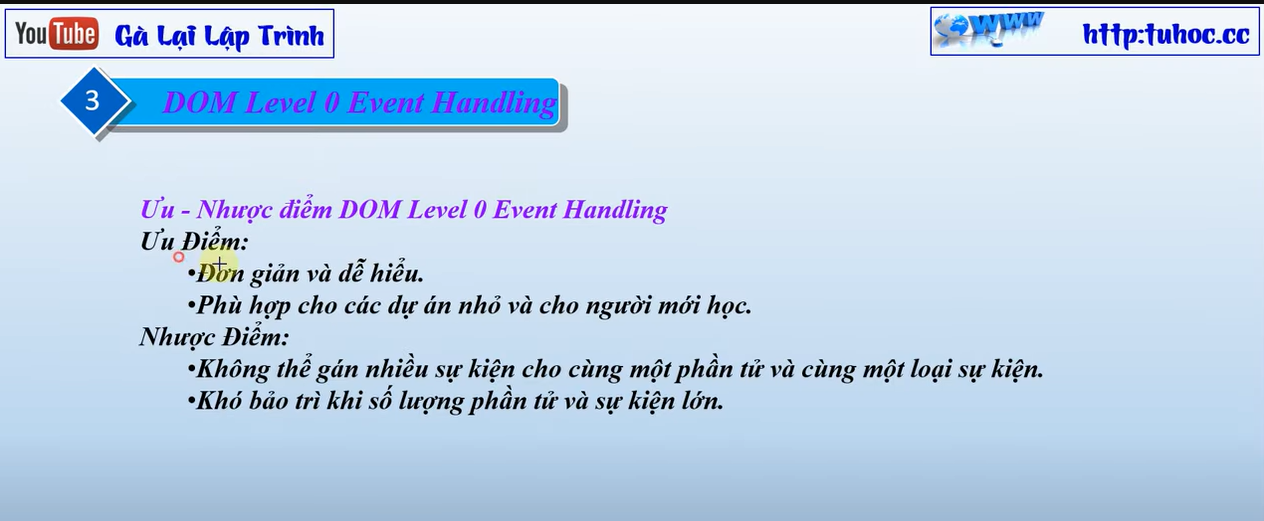 YouTube Gà Lại Lập Trình
WWW http:tuhoc.cc
3 DOM Level 0 Event Handling
Ưu - Nhược điểm DOM Level 0 Event Handling
Ưu Điểm:
•Đơn giản và dễ hiểu.
•Phù hợp cho các dự án nhỏ và cho người mới học.
Nhược Điểm:
•Không thể gán nhiều sự kiện cho cùng một phần tử và cùng một loại sự kiện.
•Khó bảo trì khi số lượng phần tử và sự kiện lớn.